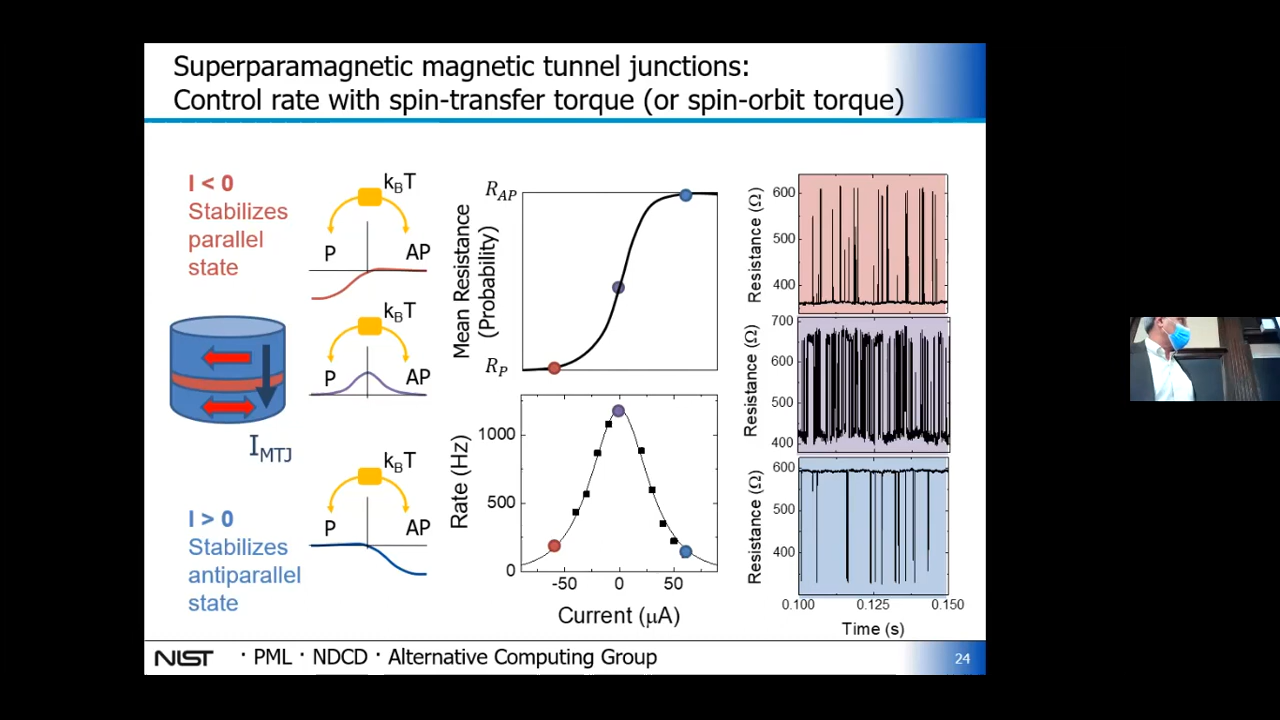 Superparamagnetic magnetic tunnel junctions:
Control rate with spin-transfer torque (or spin-orbit torque)
I < 0
Stabilizes
parallel
state
I_MTJ
I > 0
Stabilizes
antiparallel
state
k_BT
P AP
k_BT
P AP
k_BT
P AP
Mean Resistance
(Probability)
R_AP
R_P
Rate (Hz)
1000
500
0
-50 0 50
Current (μA)
Resistance (Ω)
600
500
400
Resistance (Ω)
700
600
500
400
Resistance (Ω)
600
500
400
0.100 0.125 0.150
Time (s)
NIST · PML · NDCD · Alternative Computing Group
24